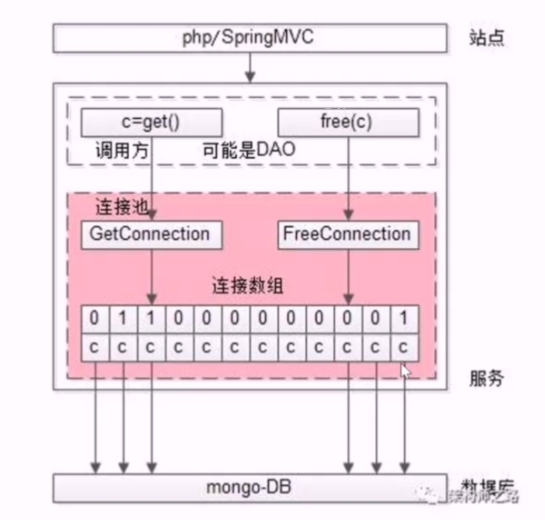 php/SpringMVC 站点
c=get() free(c)
调用方 可能是DAO
连接池
GetConnection FreeConnection
连接数组
0 1 1 0 0 0 0 0 0 0 0 1
c c c c c c c c c c c c
服务
mongo-DB 数据库
架构师之路